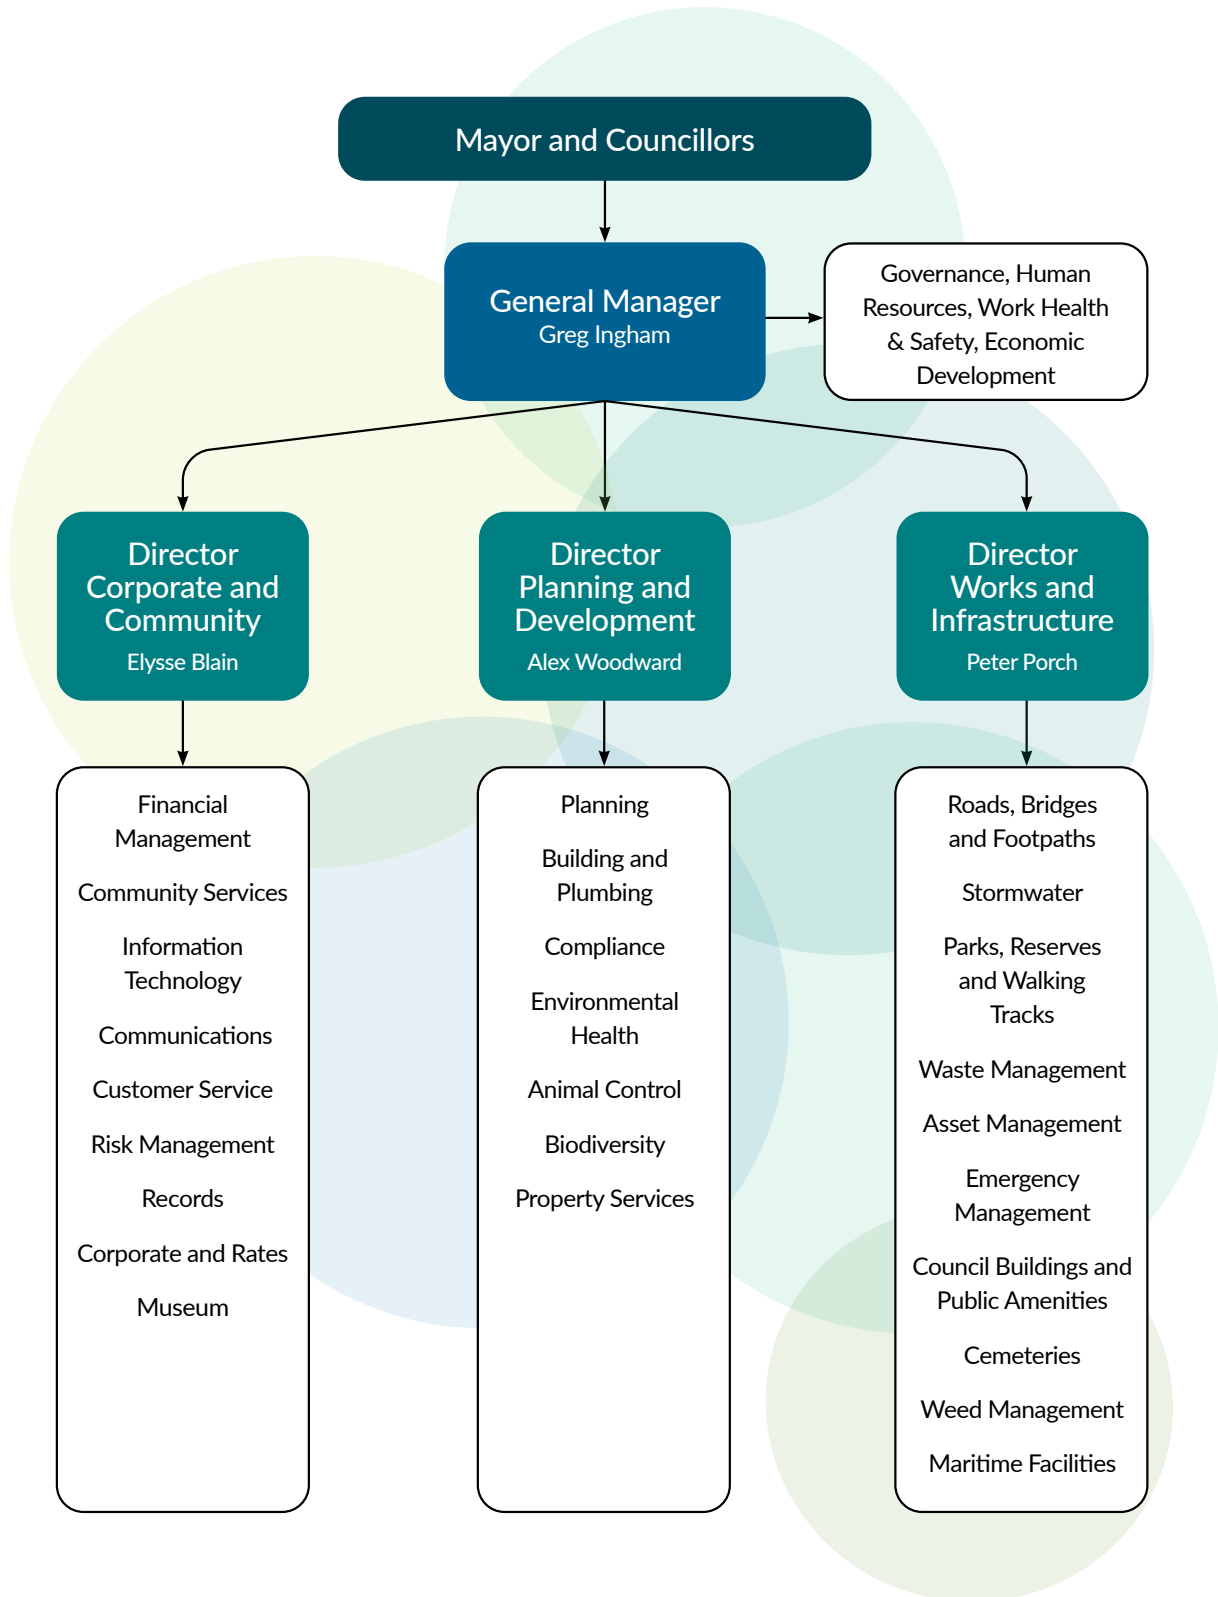 Mayor and Councillors
General Manager
Greg Ingham
Governance, Human
Resources, Work Health
& Safety, Economic
Development
Director
Corporate and
Community
Elysse Blain
Director
Planning and
Development
Alex Woodward
Director
Works and
Infrastructure
Peter Porch
Financial
Management
Community Services
Information
Technology
Communications
Customer Service
Risk Management
Records
Corporate and Rates
Museum
Planning
Building and
Plumbing
Compliance
Environmental
Health
Animal Control
Biodiversity
Property Services
Roads, Bridges
and Footpaths
Stormwater
Parks, Reserves
and Walking
Tracks
Waste Management
Asset Management
Emergency
Management
Council Buildings and
Public Amenities
Cemeteries
Weed Management
Maritime Facilities